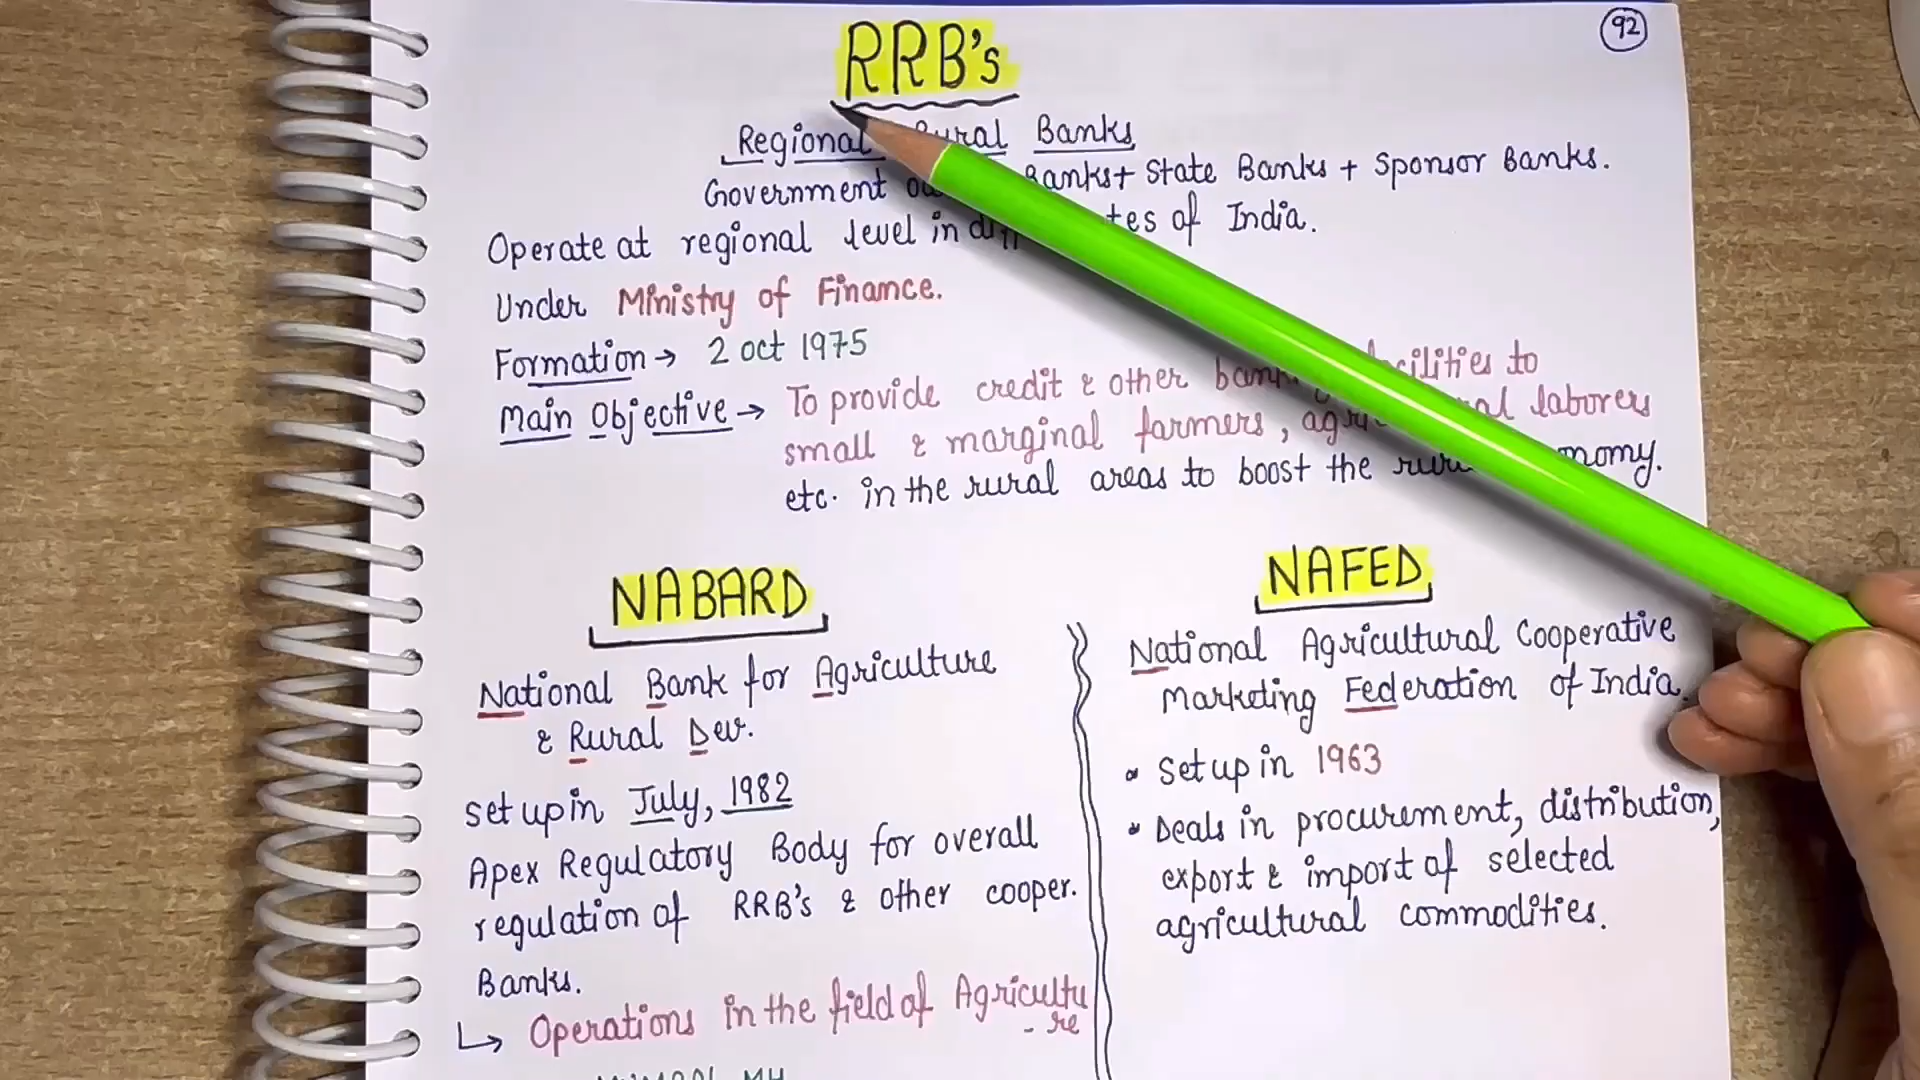 92
RRB's
Regional Rural Banks
Government Banks + State Banks + Sponsor Banks.
Operate at regional level in of India.
Under Ministry of Finance.
Formation → 2 oct 1975
Main Objective → To provide credit & other to
small & marginal farmers, laborers
etc. in the rural areas to boost the
NABARD
National Bank for Agriculture
& Rural Dev.
set up in July, 1982
Apex Regulatory Body for overall
regulation of RRB's & other cooper.
Banks.
↳ Operations in the field of Agricultu
- re
NAFED
National Agricultural Cooperative
Marketing Federation of India.
• Set up in 1963
• Deals in procurement, distribution,
export & import of selected
agricultural commodities.